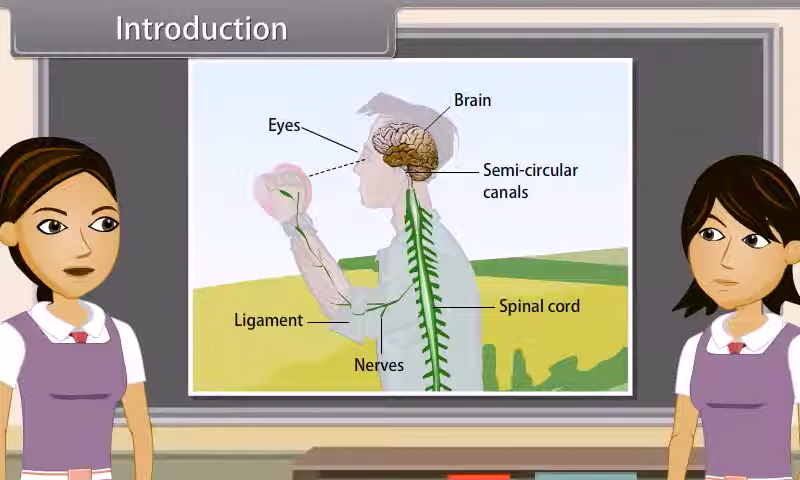 Introduction
Brain
Eyes
Semi-circular
canals
Spinal cord
Ligament
Nerves